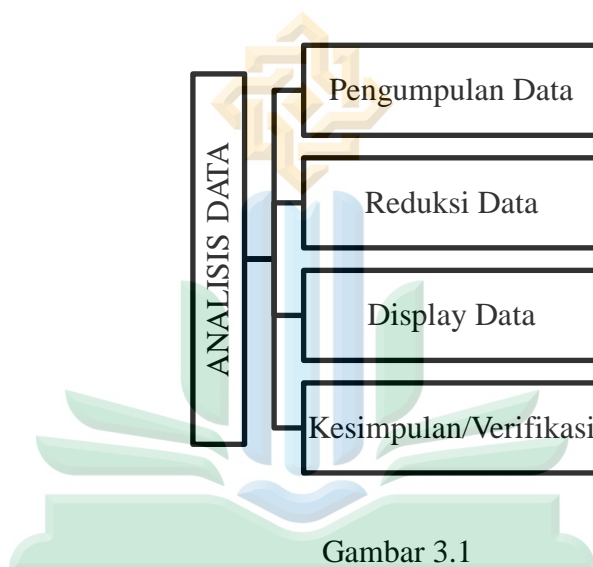 ANALISIS DATA
Pengumpulan Data
Reduksi Data
Display Data
Kesimpulan/Verifikasi
Gambar 3.1